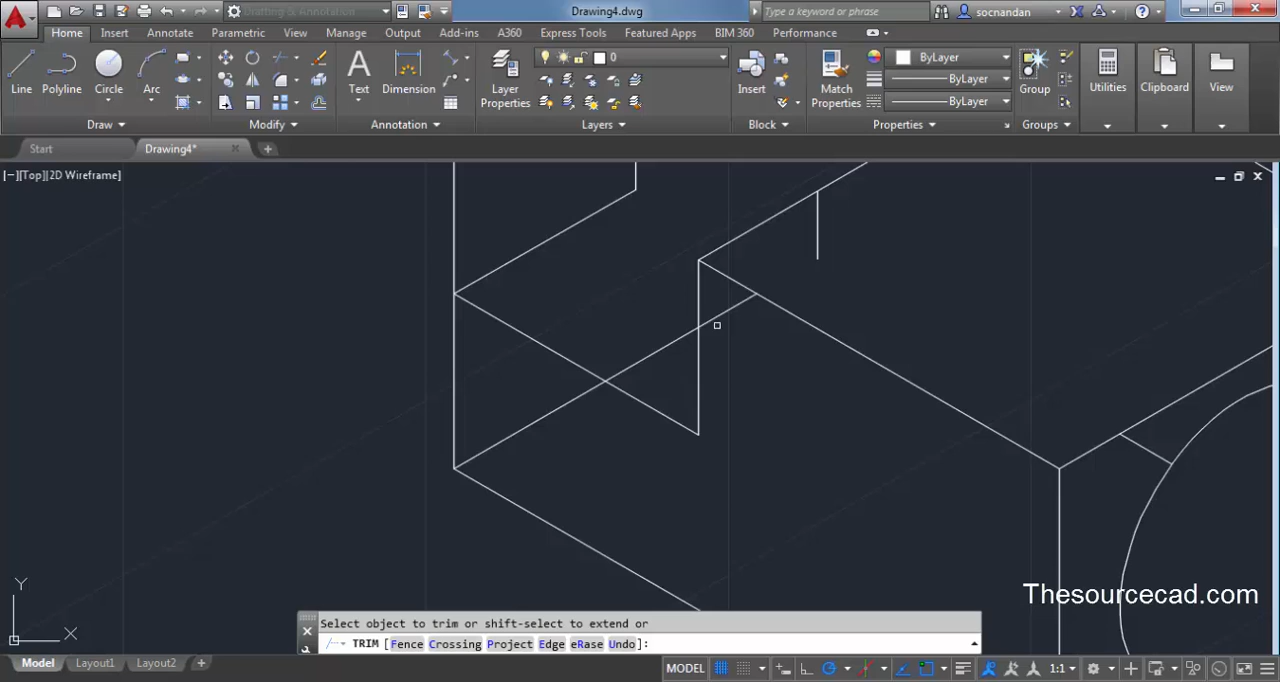 Drafting & Annotation Drawing4.dwg Type a keyword or phrase socnandan
Home Insert Annotate Parametric View Manage Output Add-ins A360 Express Tools Featured Apps BIM 360 Performance
0 ByLayer
ByLayer
ByLayer
Line Polyline Circle Arc Text Dimension Layer Properties Insert Match Properties Group Utilities Clipboard View
Draw Modify Annotation Layers Block Properties Groups
Start Drawing4*
[−][Top][2D Wireframe]
Thesourcecad.com
Y
X
Select object to trim or shift-select to extend or
TRIM [Fence Crossing Project Edge eRase Undo]:
Model Layout1 Layout2 MODEL 1:1